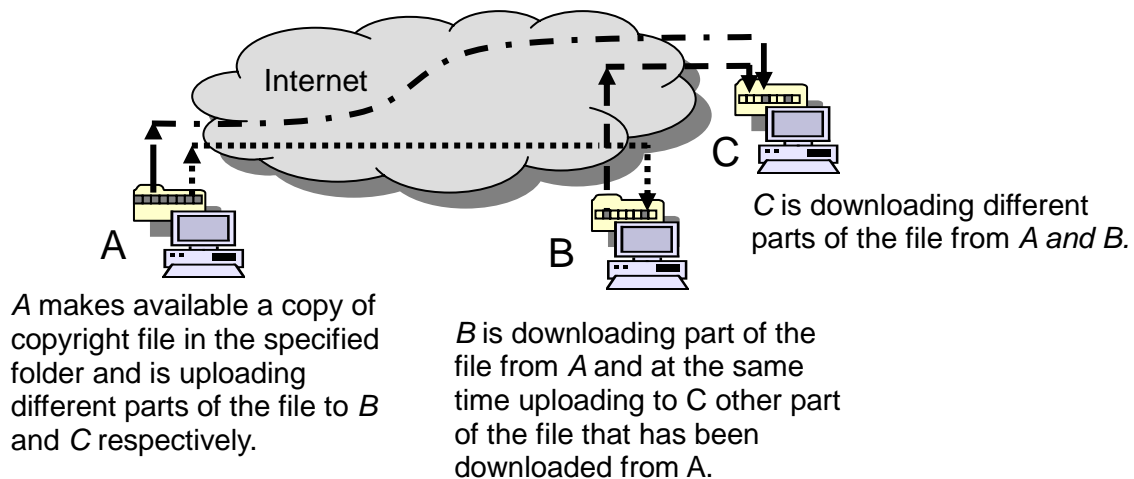 Internet
C
A
B
C is downloading different
parts of the file from A and B.
A makes available a copy of
copyright file in the specified
folder and is uploading
different parts of the file to B
and C respectively.
B is downloading part of the
file from A and at the same
time uploading to C other part
of the file that has been
downloaded from A.